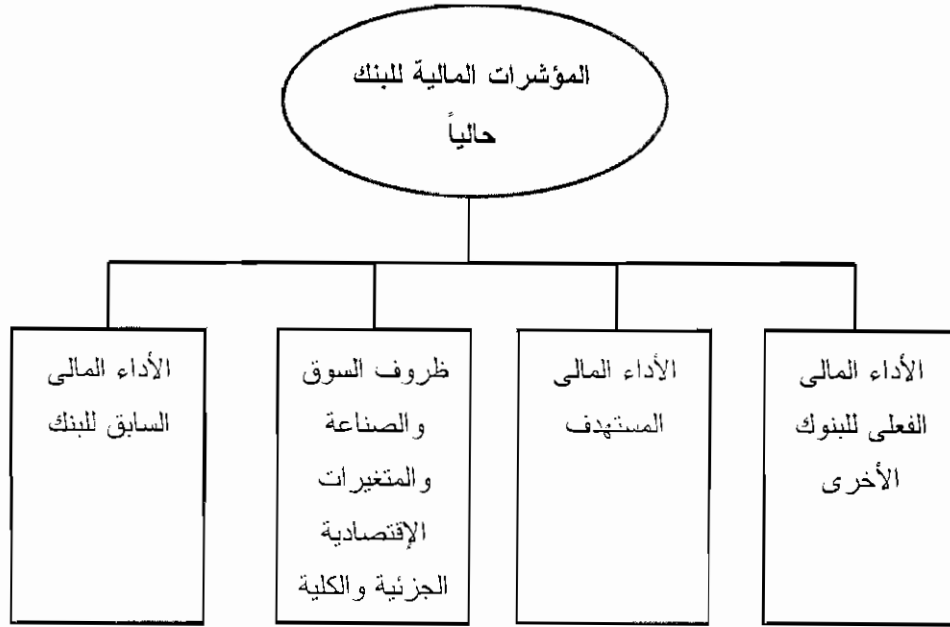 المؤشرات المالية للبنك
حالياً
الأداء المالى
الفعلى للبنوك
الأخرى
الأداء المالى
المستهدف
ظروف السوق
والصناعة
والمتغيرات
الإقتصادية
الجزئية والكلية
الأداء المالى
السابق للبنك